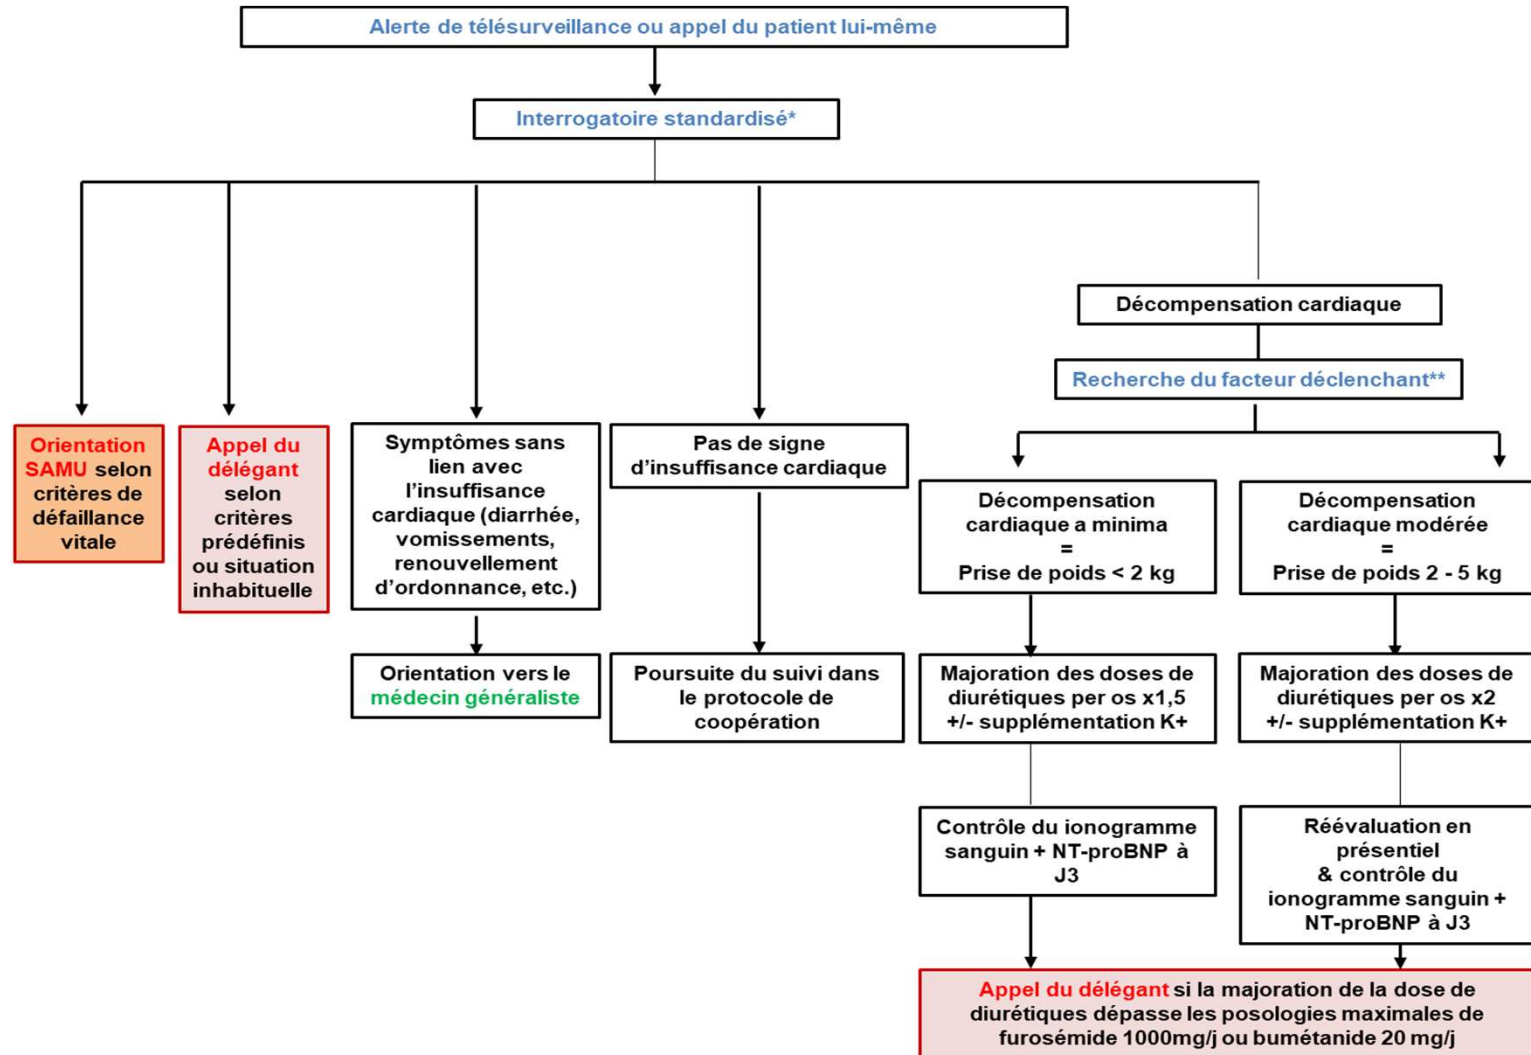 Alerte de télésurveillance ou appel du patient lui-même
Interrogatoire standardisé*
Décompensation cardiaque
Recherche du facteur déclenchant**
Orientation
SAMU selon
critères de
défaillance
vitale
Appel du
délégant
selon
critères
prédéfinis
ou situation
inhabituelle
Symptômes sans
lien avec
l'insuffisance
cardiaque (diarrhée,
vomissements,
renouvellement
d'ordonnance, etc.)
Pas de signe
d'insuffisance cardiaque
Décompensation
cardiaque a minima
=
Prise de poids < 2 kg
Décompensation
cardiaque modérée
=
Prise de poids 2 - 5 kg
Orientation vers le
médecin généraliste
Poursuite du suivi dans
le protocole de
coopération
Majoration des doses de
diurétiques per os x1,5
+/- supplémentation K+
Majoration des doses de
diurétiques per os x2
+/- supplémentation K+
Contrôle du ionogramme
sanguin + NT-proBNP à
J3
Réévaluation en
présentiel
& contrôle du
ionogramme sanguin +
NT-proBNP à J3
Appel du délégant si la majoration de la dose de
diurétiques dépasse les posologies maximales de
furosémide 1000mg/j ou bumétanide 20 mg/j